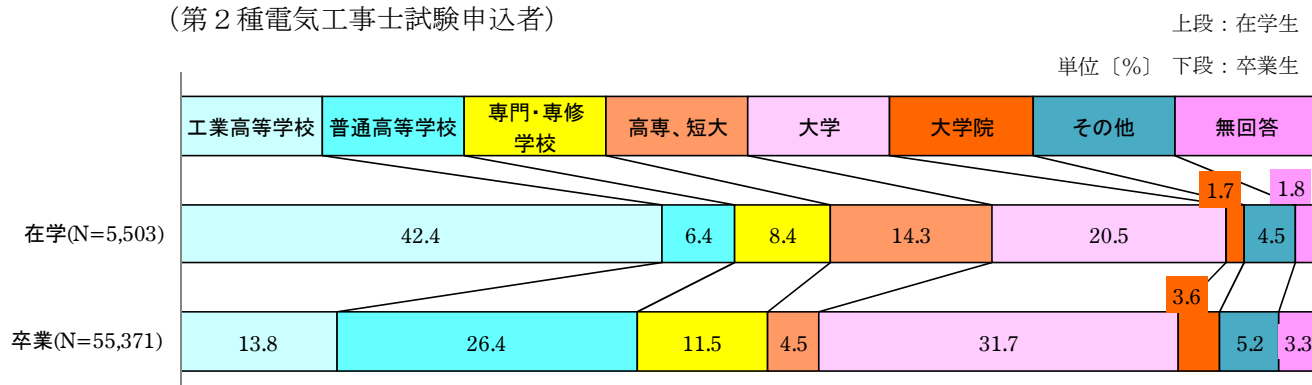 (第２種電気工事士試験申込者)
上段：在学生
単位〔%〕 下段：卒業生
工業高等学校 普通高等学校 専門・専修 高専、短大 大学 大学院 その他 無回答
学校
1.7 1.8
在学(N=5,503) 42.4 6.4 8.4 14.3 20.5 4.5
3.6
卒業(N=55,371) 13.8 26.4 11.5 4.5 31.7 5.2 3.3